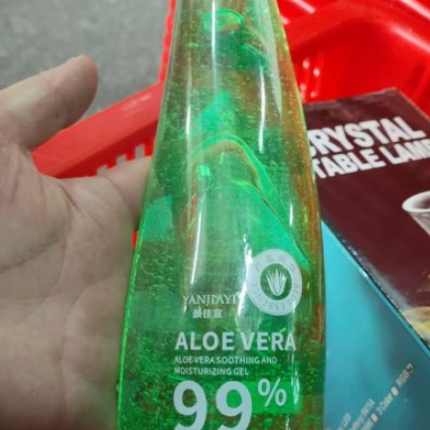 CRYSTAL
TABLE LAMP
YANJIAYI
颜佳宜
ALOE VERA
ALOE VERA SOOTHING AND
MOISTURIZING GEL
99%